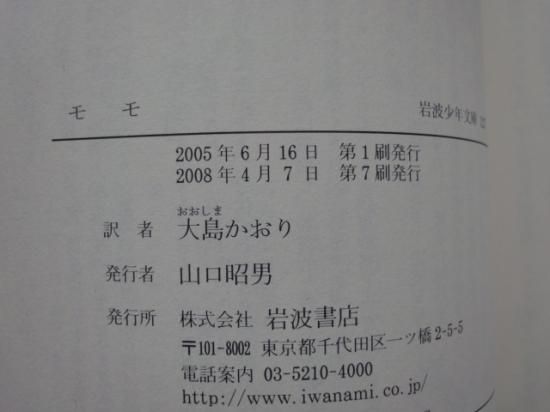 モモ 岩波少年文庫 127
2005年6月16日 第1刷発行
2008年4月7日 第7刷発行
おおしま
訳者 大島かおり
発行者 山口昭男
発行所 株式会社 岩波書店
〒101-8002 東京都千代田区一ツ橋2-5-5
電話案内 03-5210-4000
http://www.iwanami.co.jp/